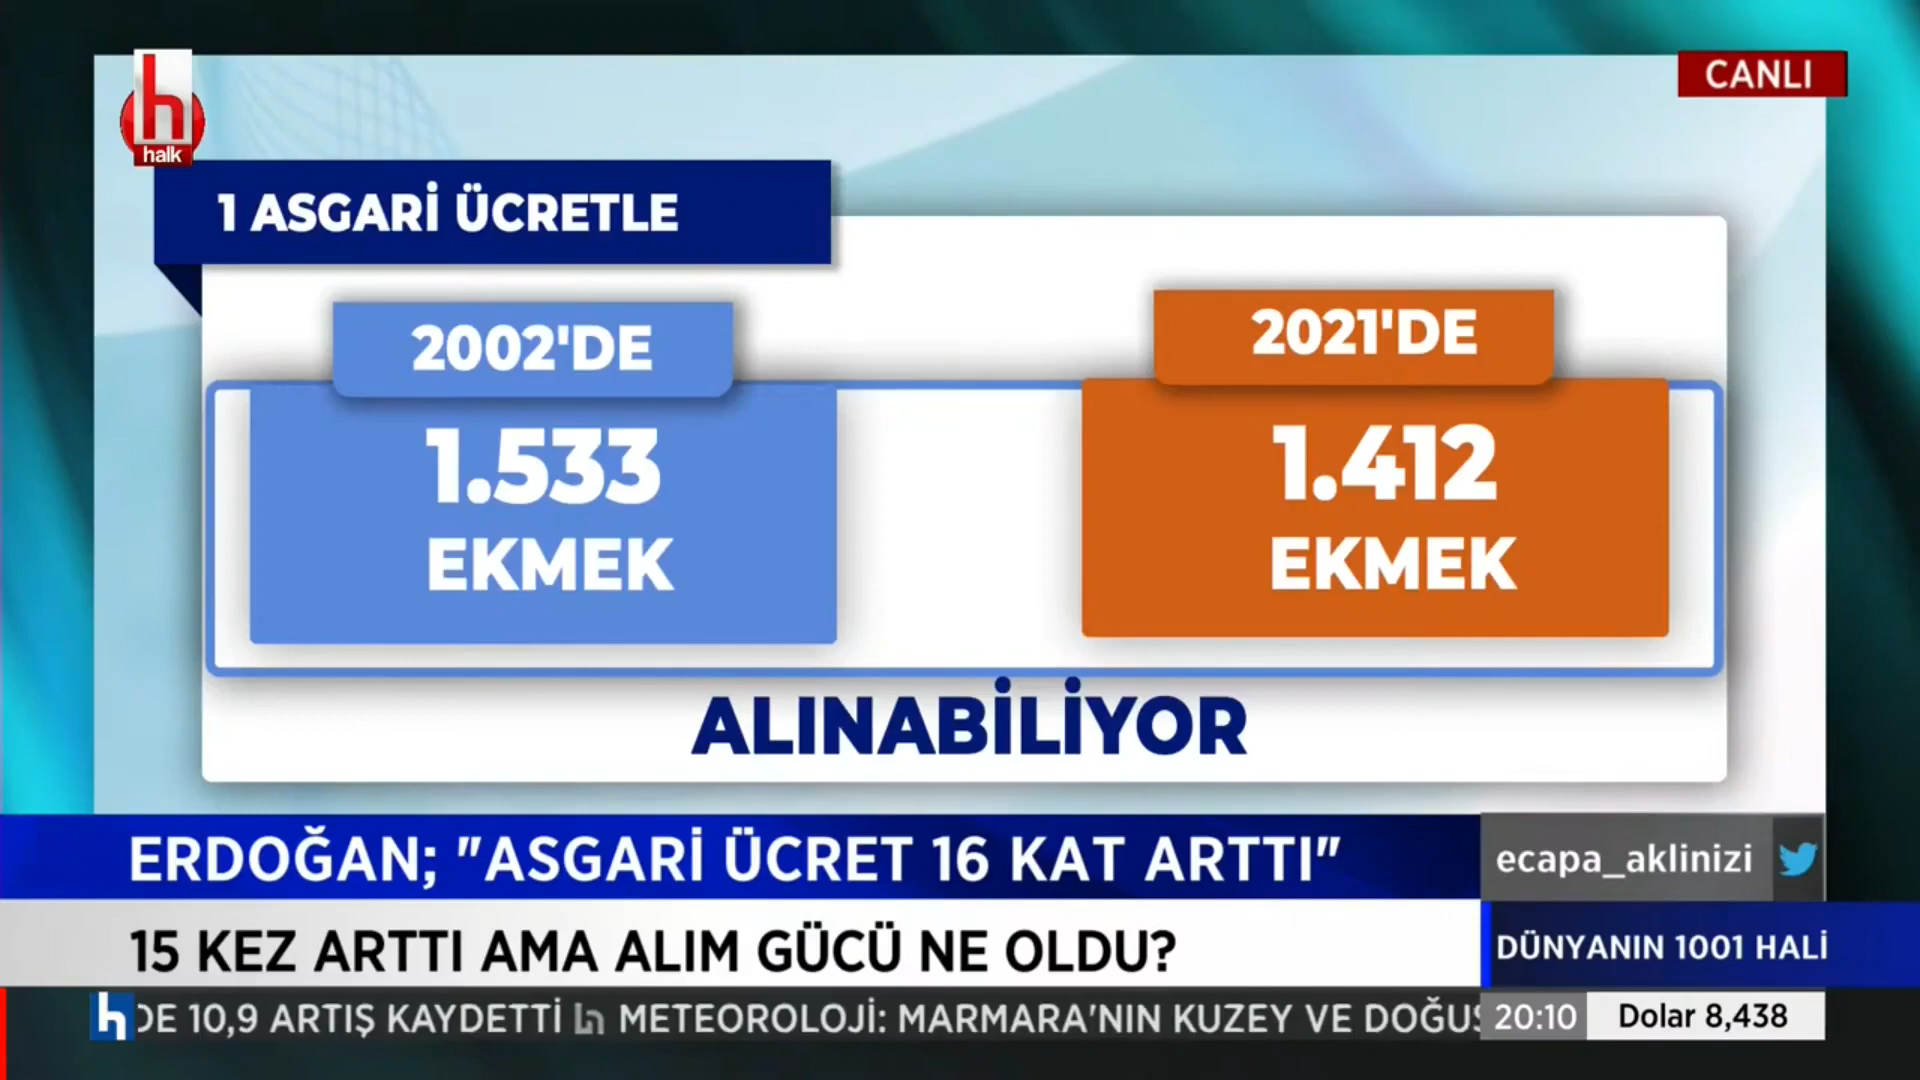 h
halk
CANLI
1 ASGARİ ÜCRETLE
2002'DE
1.533
EKMEK
2021'DE
1.412
EKMEK
ALINABİLİYOR
ERDOĞAN; "ASGARİ ÜCRET 16 KAT ARTTI"
ecapa_aklinizi
15 KEZ ARTTI AMA ALIM GÜCÜ NE OLDU?
DÜNYANIN 1001 HALİ
h DE 10,9 ARTIŞ KAYDETTİ h METEOROLOJİ: MARMARA'NIN KUZEY VE DOĞUS
20:10
Dolar 8,438